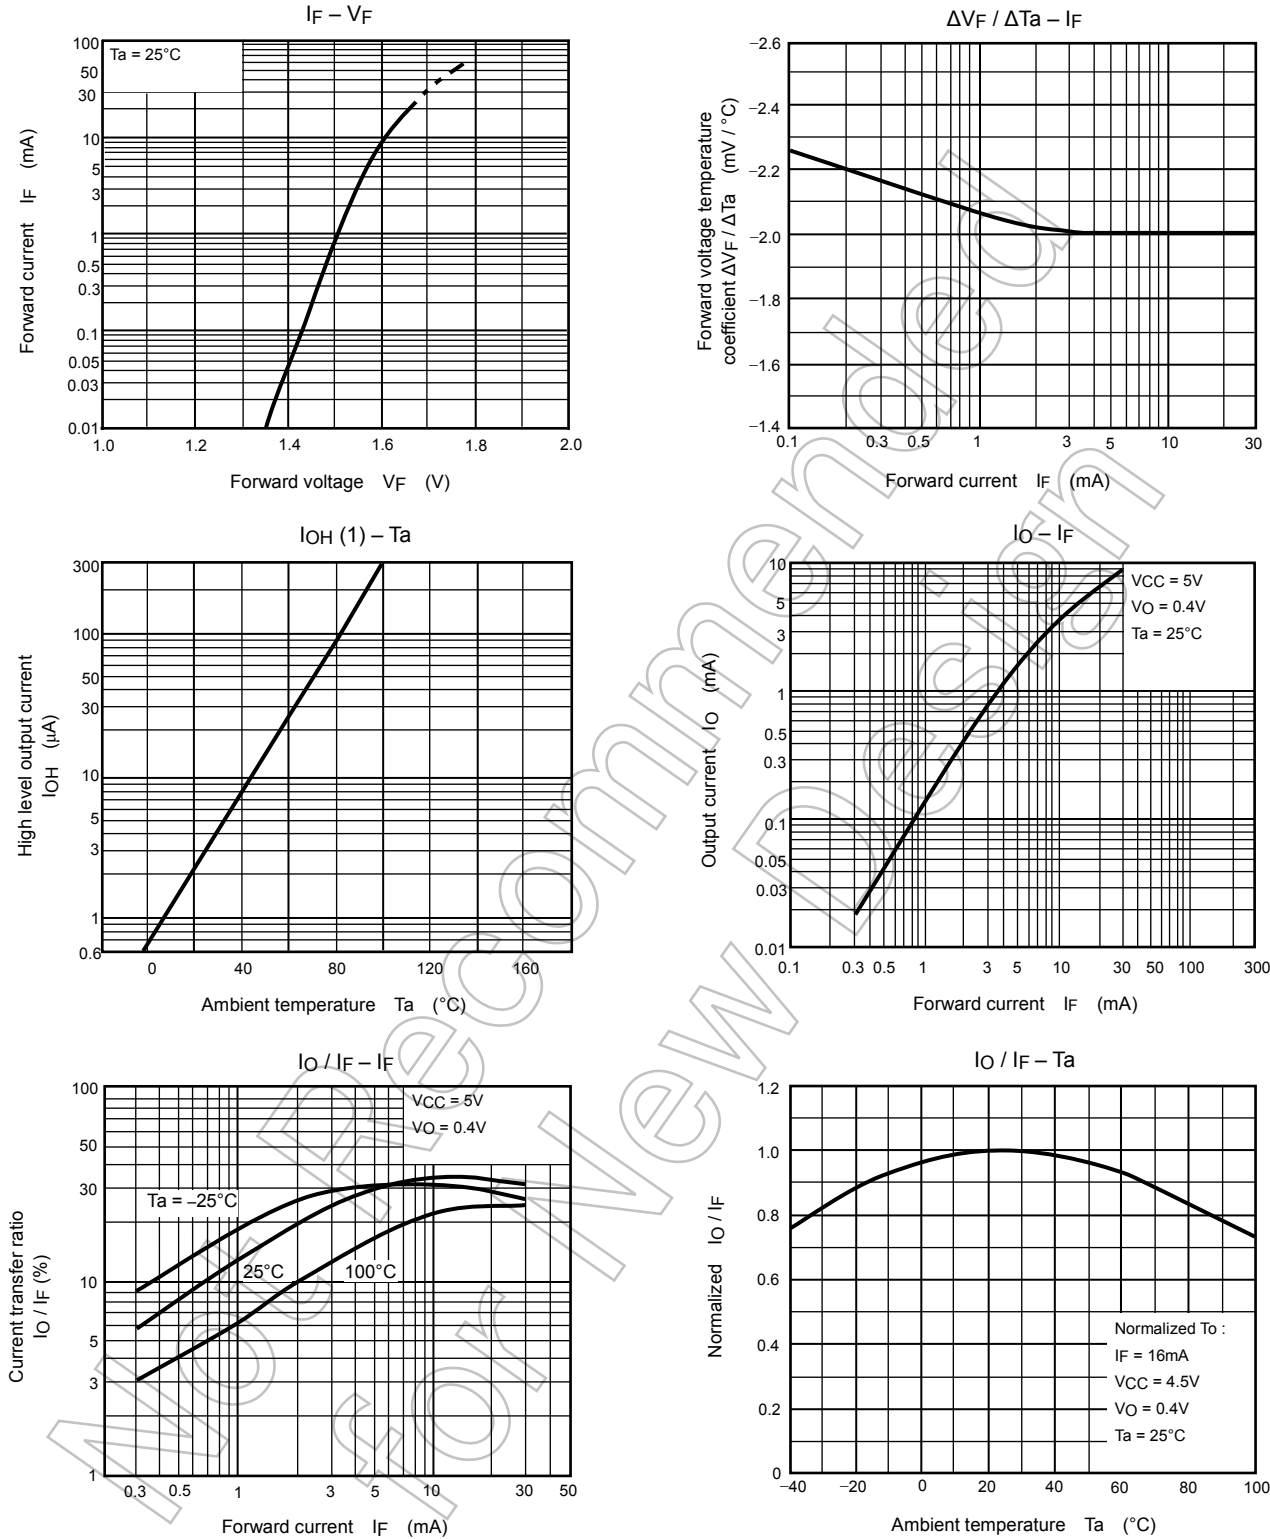 IF – VF
Ta = 25°C
100
50
30
10
5
3
1
0.5
0.3
0.1
0.05
0.03
0.01
1.0 1.2 1.4 1.6 1.8 2.0
Forward current IF (mA)
Forward voltage VF (V)
ΔVF / ΔTa – IF
–2.6
–2.4
–2.2
–2.0
–1.8
–1.6
–1.4
0.1 0.3 0.5 1 3 5 10 30
Forward voltage temperature
coefficient ΔVF / ΔTa (mV / °C)
Forward current IF (mA)
IOH (1) – Ta
300
100
50
30
10
5
3
1
0.6
0 40 80 120 160
High level output current
IOH (μA)
Ambient temperature Ta (°C)
IO – IF
VCC = 5V
VO = 0.4V
Ta = 25°C
10
5
3
1
0.5
0.3
0.1
0.05
0.03
0.01
0.1 0.3 0.5 1 3 5 10 30 50 100 300
Output current IO (mA)
Forward current IF (mA)
IO / IF – IF
VCC = 5V
VO = 0.4V
Ta = –25°C
25°C
100°C
100
50
30
10
5
3
1
0.3 0.5 1 3 5 10 30 50
Current transfer ratio
IO / IF (%)
Forward current IF (mA)
IO / IF – Ta
1.2
1.0
0.8
0.6
0.4
0.2
0
–40 –20 0 20 40 60 80 100
Normalized To :
IF = 16mA
VCC = 4.5V
VO = 0.4V
Ta = 25°C
Normalized IO / IF
Ambient temperature Ta (°C)
Not Recommended
for New Design